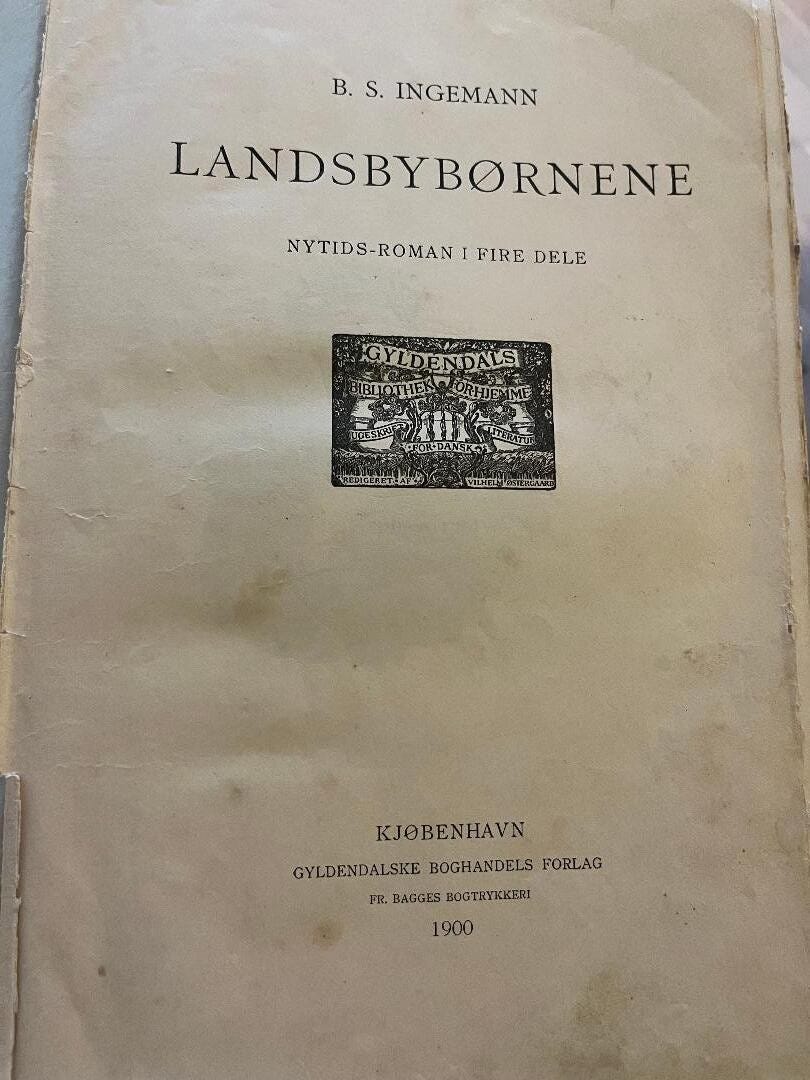 B. S. INGEMANN
LANDSBYBØRNENE
NYTIDS-ROMAN I FIRE DELE
GYLDENDALS
BIBLIOTHEK FOR HJEMMET
UGESKRIFT LITERATUR
FOR DANSK
REDIGERET AF VILHELM ØSTERGAARD
KJØBENHAVN
GYLDENDALSKE BOGHANDELS FORLAG
FR. BAGGES BOGTRYKKERI
1900